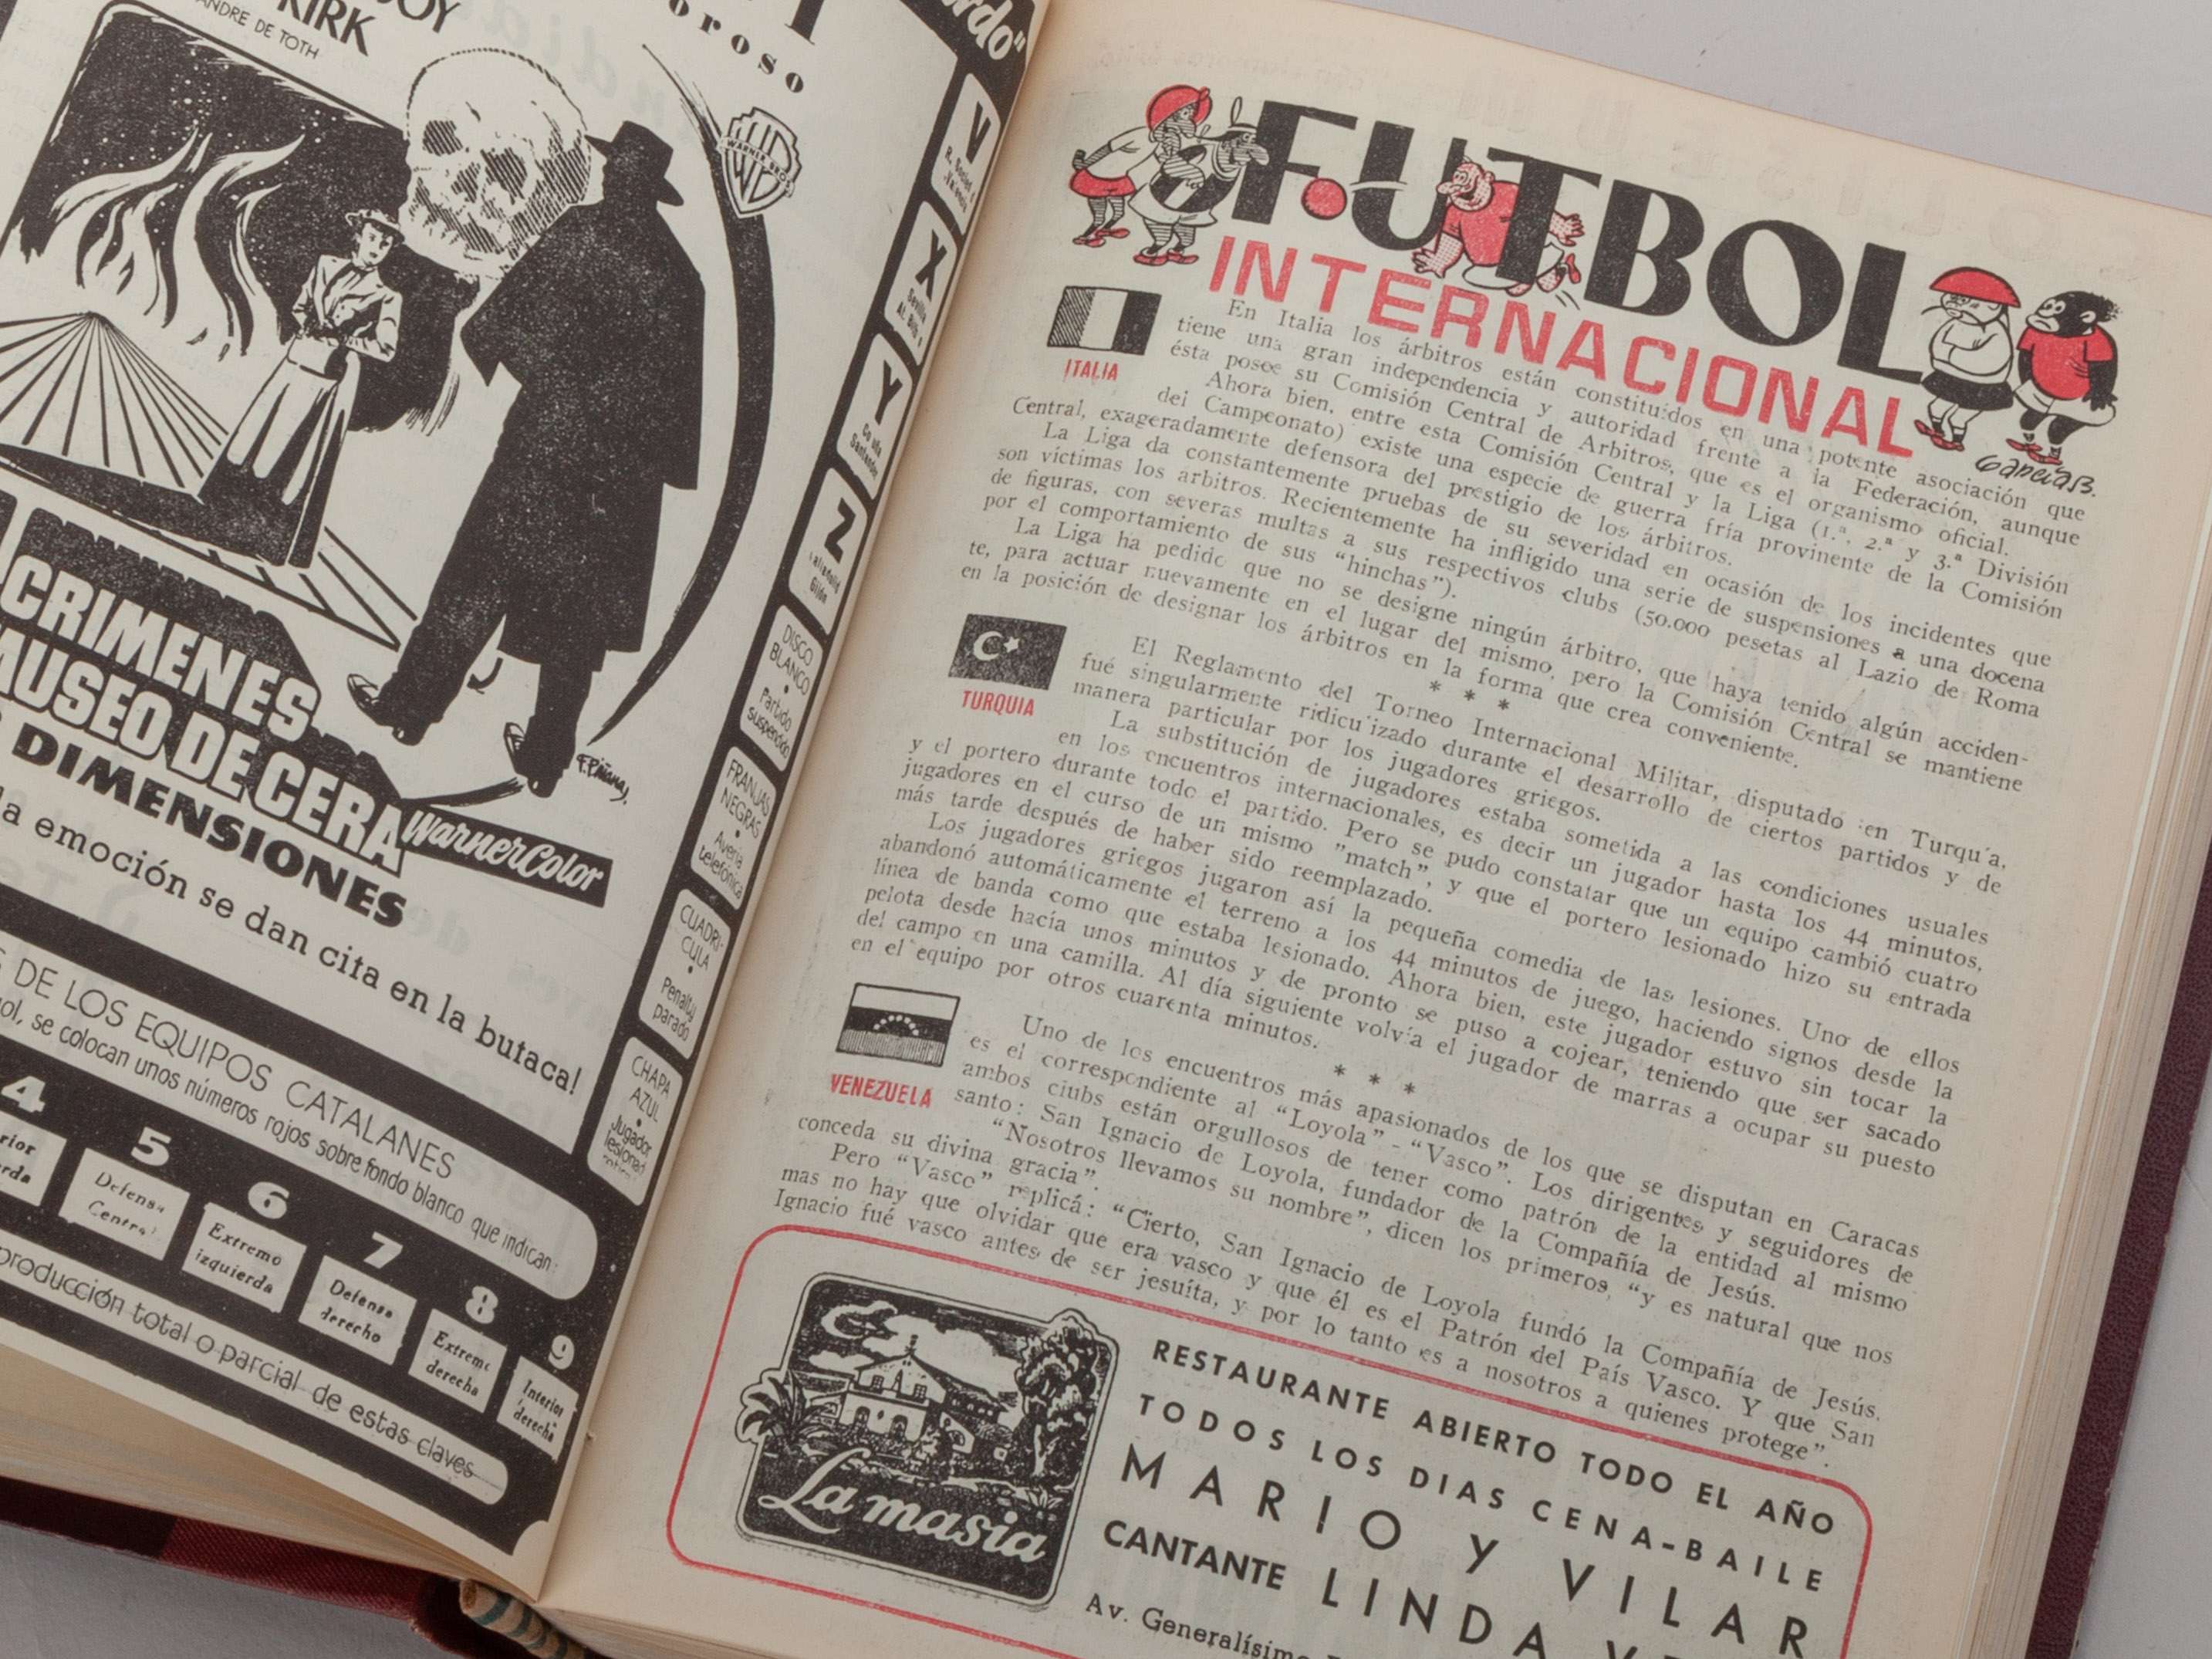 KIRK
ANDRE DE TOTH
oroso
WARNER BROS
WB
CRIMENES
MUSEO DE CERA
DIMENSIONES
WARNERCOLOR
la emoción se dan cita en la butaca!
DE LOS EQUIPOS CATALANES
se colocan unos números rojos sobre fondo blanco que indican:
4
5
Defensa
Central
6
Extremo
izquierda
7
Defensa
derecho
8
Extremo
derecha
9
Interior
derecha
producción total o parcial de estas claves
V
X
Sevilla
At. Bilb.
Y
Coruña
Santander
Z
Valladolid
Gijón
DISCO
BLANCO
•
Partido
suspendido
FRANJAS
NEGRAS
•
Avería
telefónica
CUADRI-
CULA
•
Penalty
parado
CHAPA
AZUL
•
Jugador
lesionad
FUTBOL
INTERNACIONAL
GARCIAB.
ITALIA
En Italia los árbitros están constituídos en una potente asociación que
tiene una gran independencia y autoridad frente a la Federación, aunque
ésta posee su Comisión Central de Arbitros, que es el organismo oficial.
Ahora bien, entre esta Comisión Central y la Liga (1.ª, 2.ª y 3.ª División
del Campeonato) existe una especie de guerra fría provinente de la Comisión
Central, exageradamente defensora del prestigio de los árbitros.
La Liga da constantemente pruebas de su severidad en ocasión de los incidentes que
son víctimas los árbitros. Recientemente ha infligido una serie de suspensiones a una docena
de figuras, con severas multas a sus respectivos clubs (50.000 pesetas al Lazio de Roma
por el comportamiento de sus "hinchas").
La Liga ha pedido que no se designe ningún árbitro, que haya tenido algún acciden-
te, para actuar nuevamente en el lugar del mismo, pero la Comisión Central se mantiene
en la posición de designar los árbitros en la forma que crea conveniente.
* * *
TURQUIA
El Reglamento del Torneo Internacional Militar, disputado en Turquía,
fué singularmente ridiculizado durante el desarrollo de ciertos partidos y de
manera particular por los jugadores griegos.
La substitución de jugadores estaba sometida a las condiciones usuales
en los encuentros internacionales, es decir un jugador hasta los 44 minutos,
y el portero durante todo el partido. Pero se pudo constatar que un equipo cambió cuatro
jugadores en el curso de un mismo "match", y que el portero lesionado hizo su entrada
más tarde después de haber sido reemplazado.
Los jugadores griegos jugaron así la pequeña comedia de las lesiones. Uno de ellos
abandonó automáticamente el terreno a los 44 minutos de juego, haciendo signos desde la
línea de banda como que estaba lesionado. Ahora bien, este jugador estuvo sin tocar la
pelota desde hacía unos minutos y de pronto se puso a cojear, teniendo que ser sacado
del campo en una camilla. Al día siguiente volvía el jugador de marras a ocupar su puesto
en el equipo por otros cuarenta minutos.
* * *
VENEZUELA
Uno de los encuentros más apasionados de los que se disputan en Caracas
es el correspondiente al "Loyola" - "Vasco". Los dirigentes y seguidores de
ambos clubs están orgullosos de tener como patrón de la entidad al mismo
santo: San Ignacio de Loyola, fundador de la Compañía de Jesús.
"Nosotros llevamos su nombre", dicen los primeros, "y es natural que nos
conceda su divina gracia".
Pero "Vasco" replicá: "Cierto, San Ignacio de Loyola fundó la Compañía de Jesús,
mas no hay que olvidar que era vasco y que él es el Patrón del País Vasco. Y que San
Ignacio fué vasco antes de ser jesuíta, y por lo tanto es a nosotros a quienes protege".
La masia
RESTAURANTE ABIERTO TODO EL AÑO
TODOS LOS DIAS CENA-BAILE
MARIO Y VILAR
CANTANTE LINDA
Av. Generalísimo